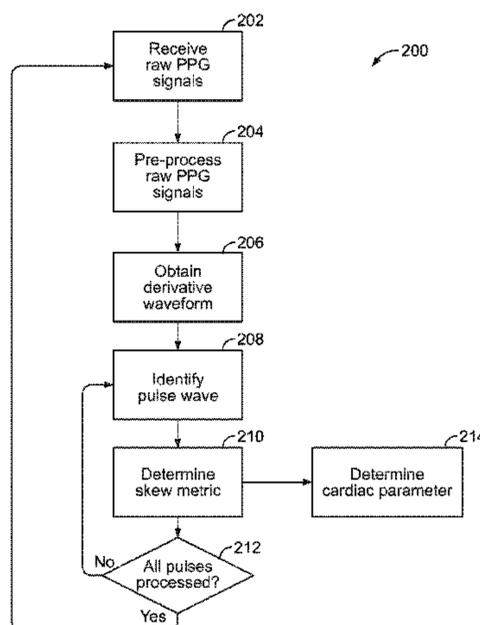 202
Receive
raw PPG
signals
200
204
Pre-process
raw PPG
signals
206
Obtain
derivative
waveform
208
Identify
pulse wave
210
Determine
skew metric
214
Determine
cardiac parameter
212
No
All pulses
processed?
Yes